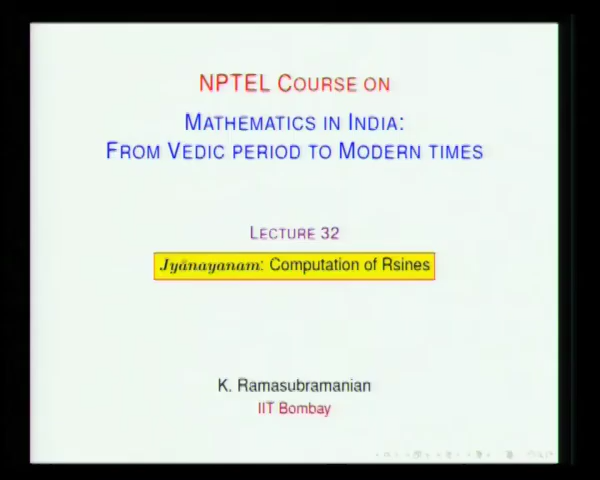 NPTEL COURSE ON
MATHEMATICS IN INDIA:
FROM VEDIC PERIOD TO MODERN TIMES
LECTURE 32
Jyānayanam: Computation of Rsines
K. Ramasubramanian
IIT Bombay